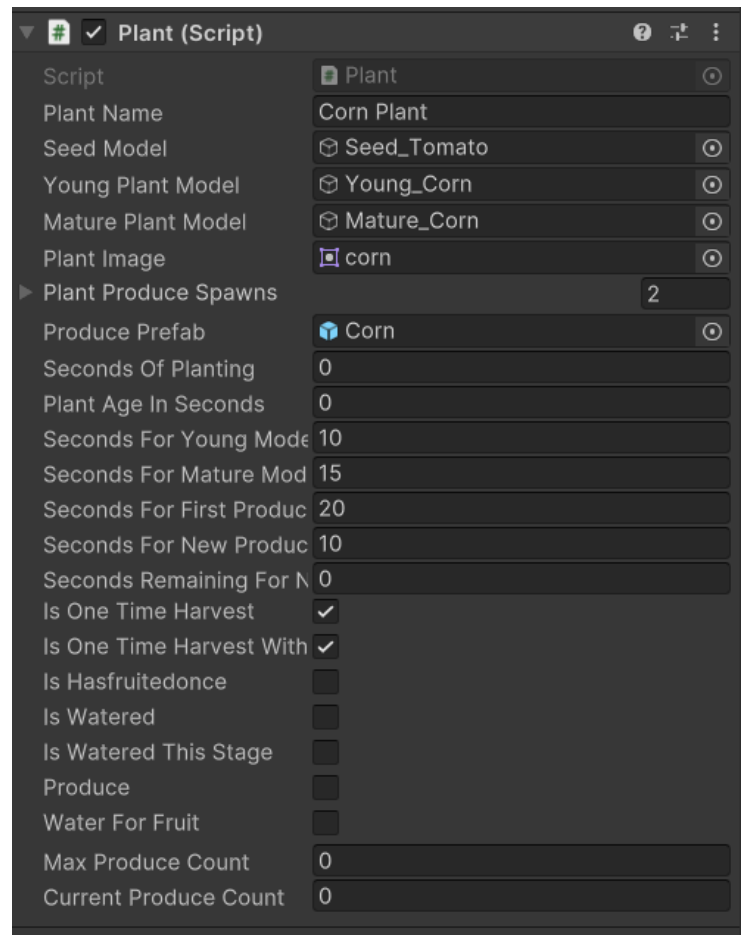 Plant (Script)
Script Plant
Plant Name Corn Plant
Seed Model Seed_Tomato
Young Plant Model Young_Corn
Mature Plant Model Mature_Corn
Plant Image corn
Plant Produce Spawns 2
Produce Prefab Corn
Seconds Of Planting 0
Plant Age In Seconds 0
Seconds For Young Mode 10
Seconds For Mature Mod 15
Seconds For First Produc 20
Seconds For New Produc 10
Seconds Remaining For N 0
Is One Time Harvest
Is One Time Harvest With
Is Hasfruitedonce
Is Watered
Is Watered This Stage
Produce
Water For Fruit
Max Produce Count 0
Current Produce Count 0